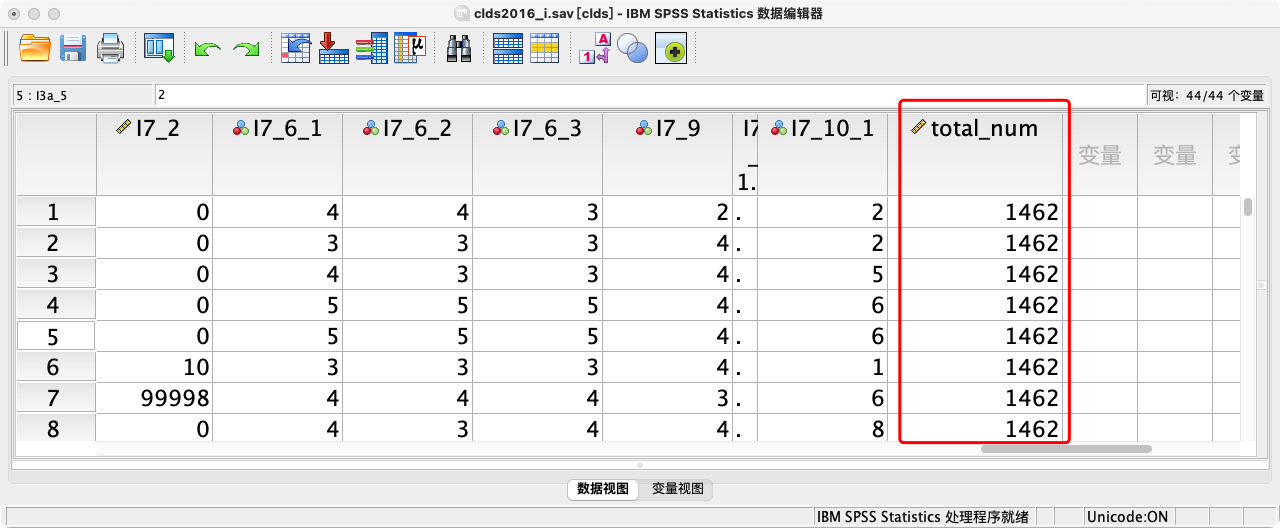 clds2016_i.sav [clds] - IBM SPSS Statistics 数据编辑器
1 A
μ
5 : I3a_5 2 可视：44/44 个变量
I7_2 I7_6_1 I7_6_2 I7_6_3 I7_9 I7 I7_10_1 total_num
_
1.
变量 变量
1 0 4 4 3 2 . 2 1462
2 0 3 3 3 4 . 2 1462
3 0 4 3 3 4 . 5 1462
4 0 5 5 5 4 . 6 1462
5 0 5 5 5 4 . 6 1462
6 10 3 3 3 4 . 1 1462
7 99998 4 4 4 3 . 6 1462
8 0 4 3 4 4 . 8 1462
数据视图 变量视图
IBM SPSS Statistics 处理程序就绪 Unicode:ON